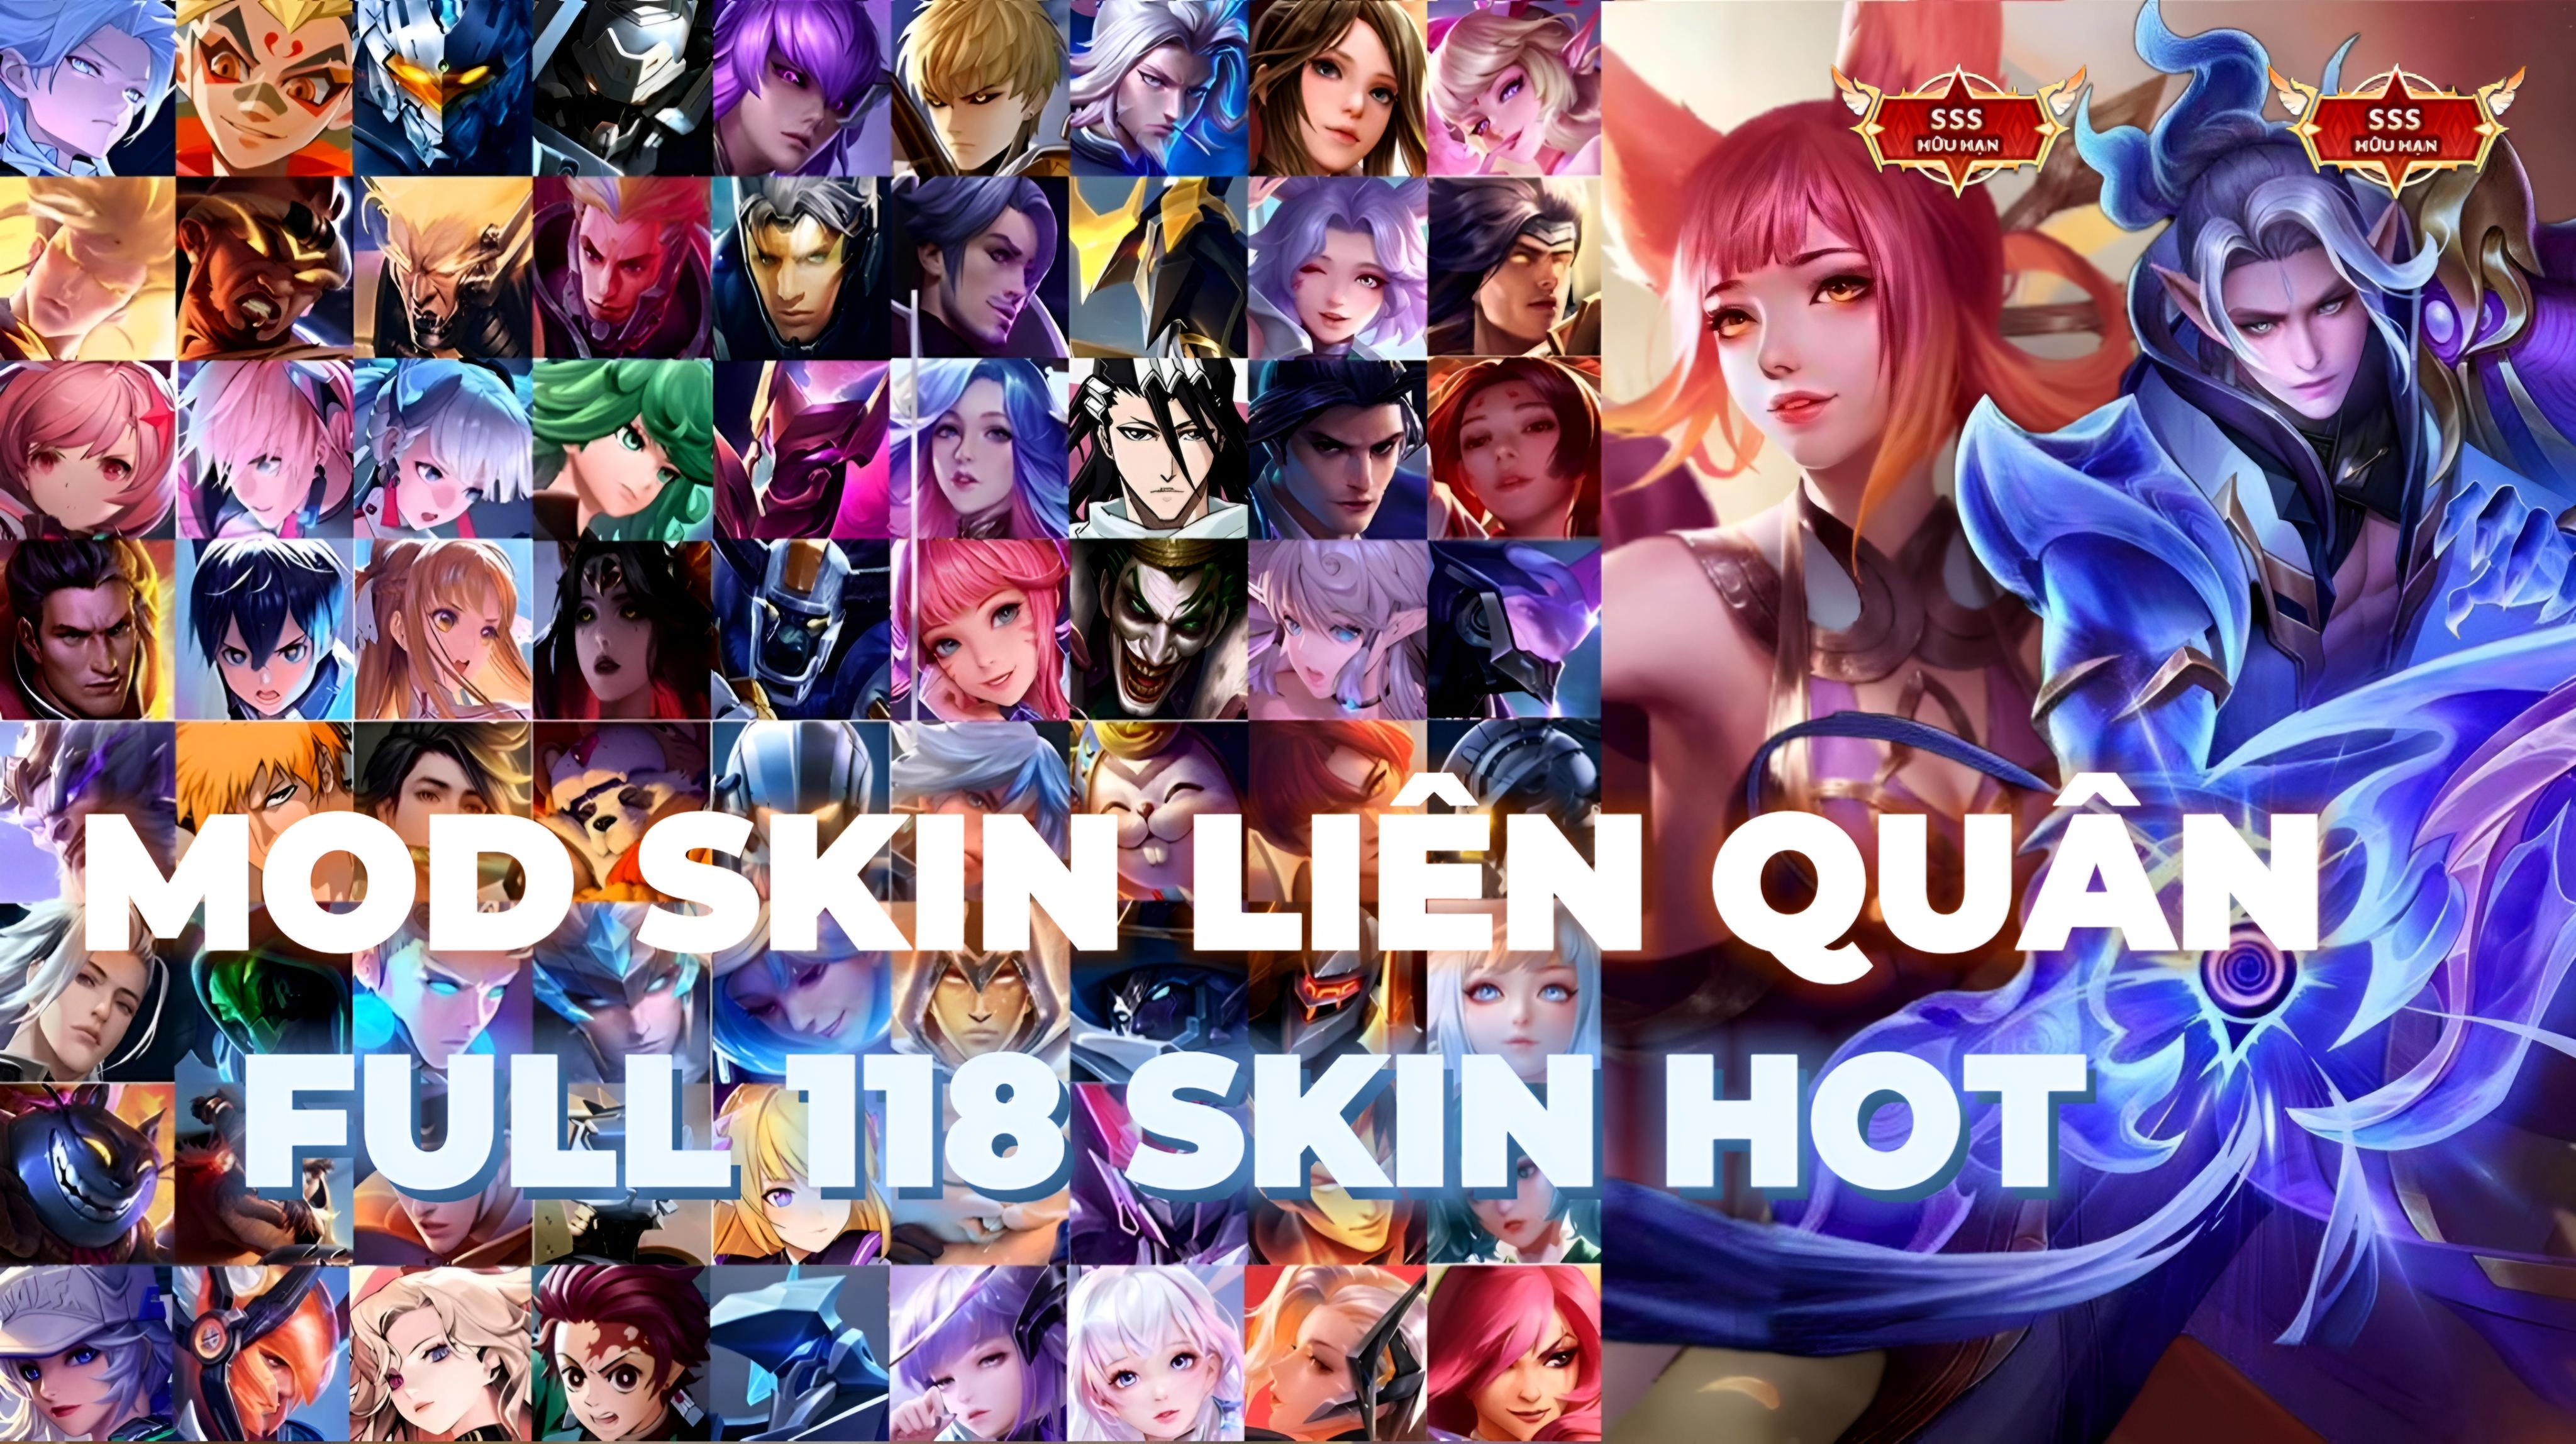 SSS
HỮU HẠN
SSS
HỮU HẠN
MOD SKIN LIÊN QUÂN
FULL 118 SKIN HOT